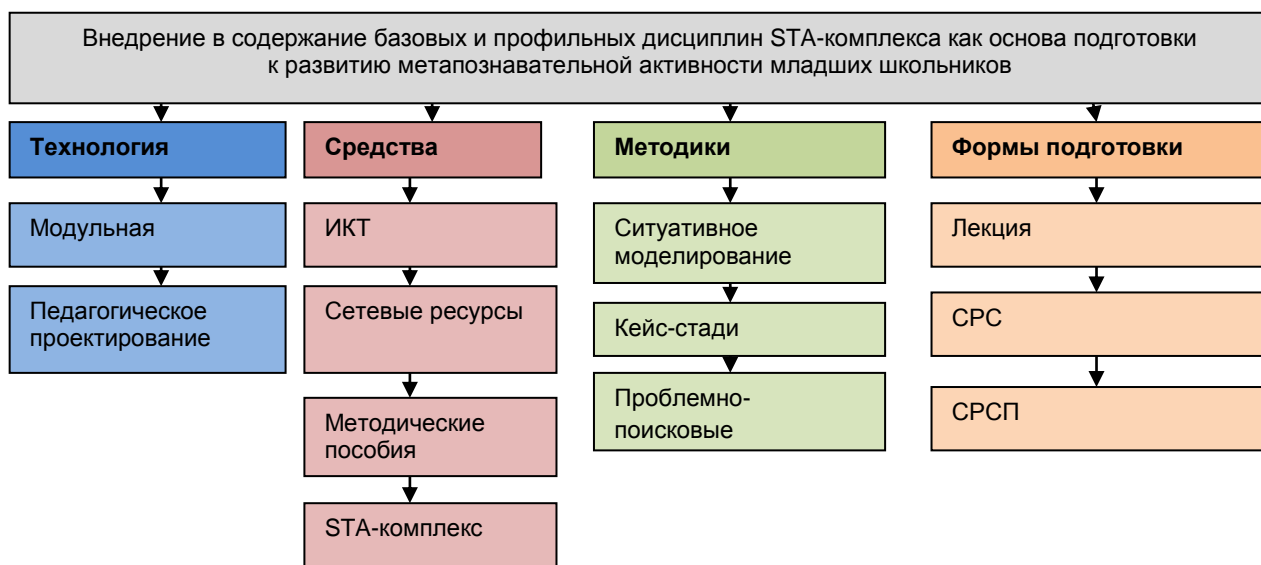 Внедрение в содержание базовых и профильных дисциплин STA-комплекса как основа подготовки
к развитию метапознавательной активности младших школьников
Технология
Модульная
Педагогическое
проектирование
Средства
ИКТ
Сетевые ресурсы
Методические
пособия
STA-комплекс
Методики
Ситуативное
моделирование
Кейс-стади
Проблемно-
поисковые
Формы подготовки
Лекция
СРС
СРСП